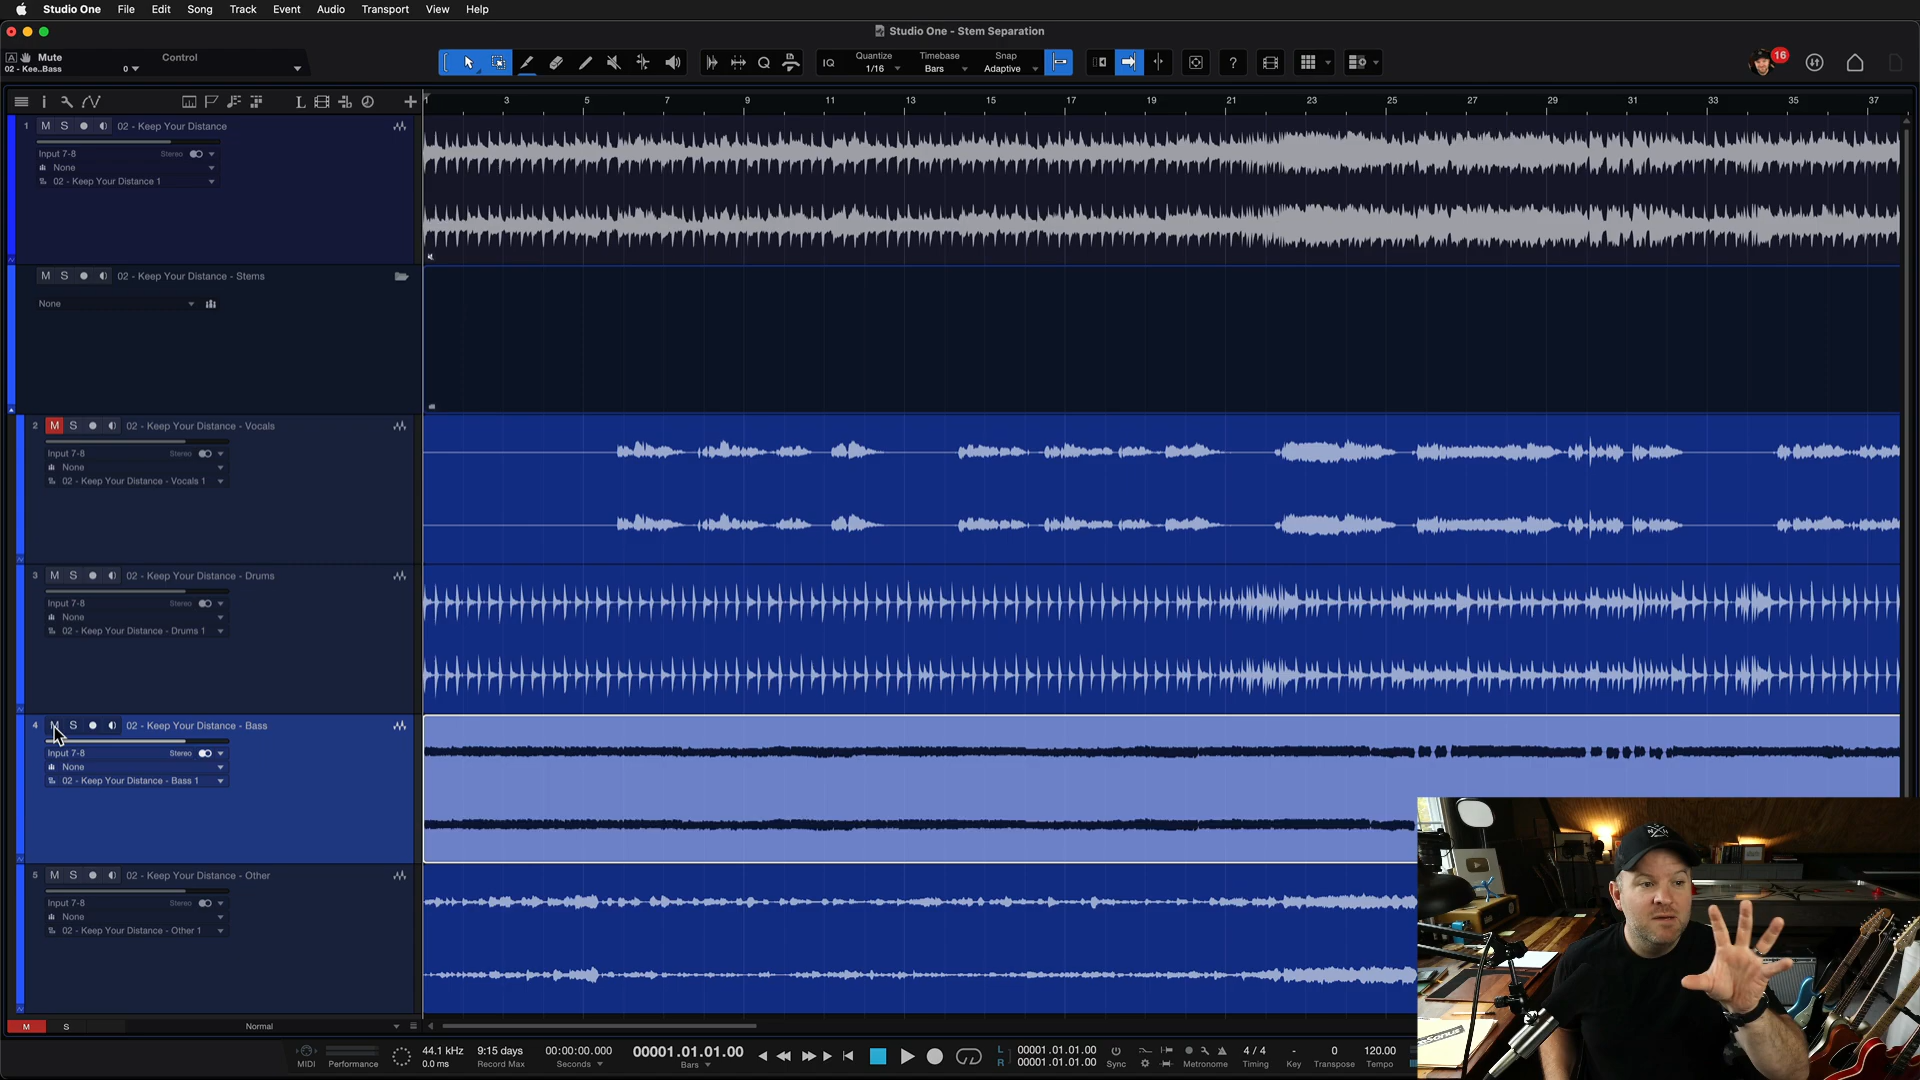 Studio One File Edit Song Track Event Audio Transport View Help
Studio One - Stem Separation
Mute
02 - Kee..Bass 0
Control
IQ
Quantize
1/16
Timebase
Bars
Snap
Adaptive
?
16
1 3 5 7 9 11 13 15 17 19 21 23 25 27 29 31 33 35 37
1 M S 02 - Keep Your Distance
Input 7-8 Stereo
None
02 - Keep Your Distance 1
M S 02 - Keep Your Distance - Stems
None
2 M S 02 - Keep Your Distance - Vocals
Input 7-8 Stereo
None
02 - Keep Your Distance - Vocals 1
3 M S 02 - Keep Your Distance - Drums
Input 7-8 Stereo
None
02 - Keep Your Distance - Drums 1
4 M S 02 - Keep Your Distance - Bass
Input 7-8 Stereo
None
02 - Keep Your Distance - Bass 1
5 M S 02 - Keep Your Distance - Other
Input 7-8 Stereo
None
02 - Keep Your Distance - Other 1
M S Normal
MIDI
Performance
44.1 kHz
0.0 ms
9:15 days
Record Max
00:00:00.000
Seconds
00001.01.01.00
Bars
L 00001.01.01.00
R 00001.01.01.00
Sync
Metronome
4 / 4
Timing
-
Key
0
Transpose
120.00
Tempo